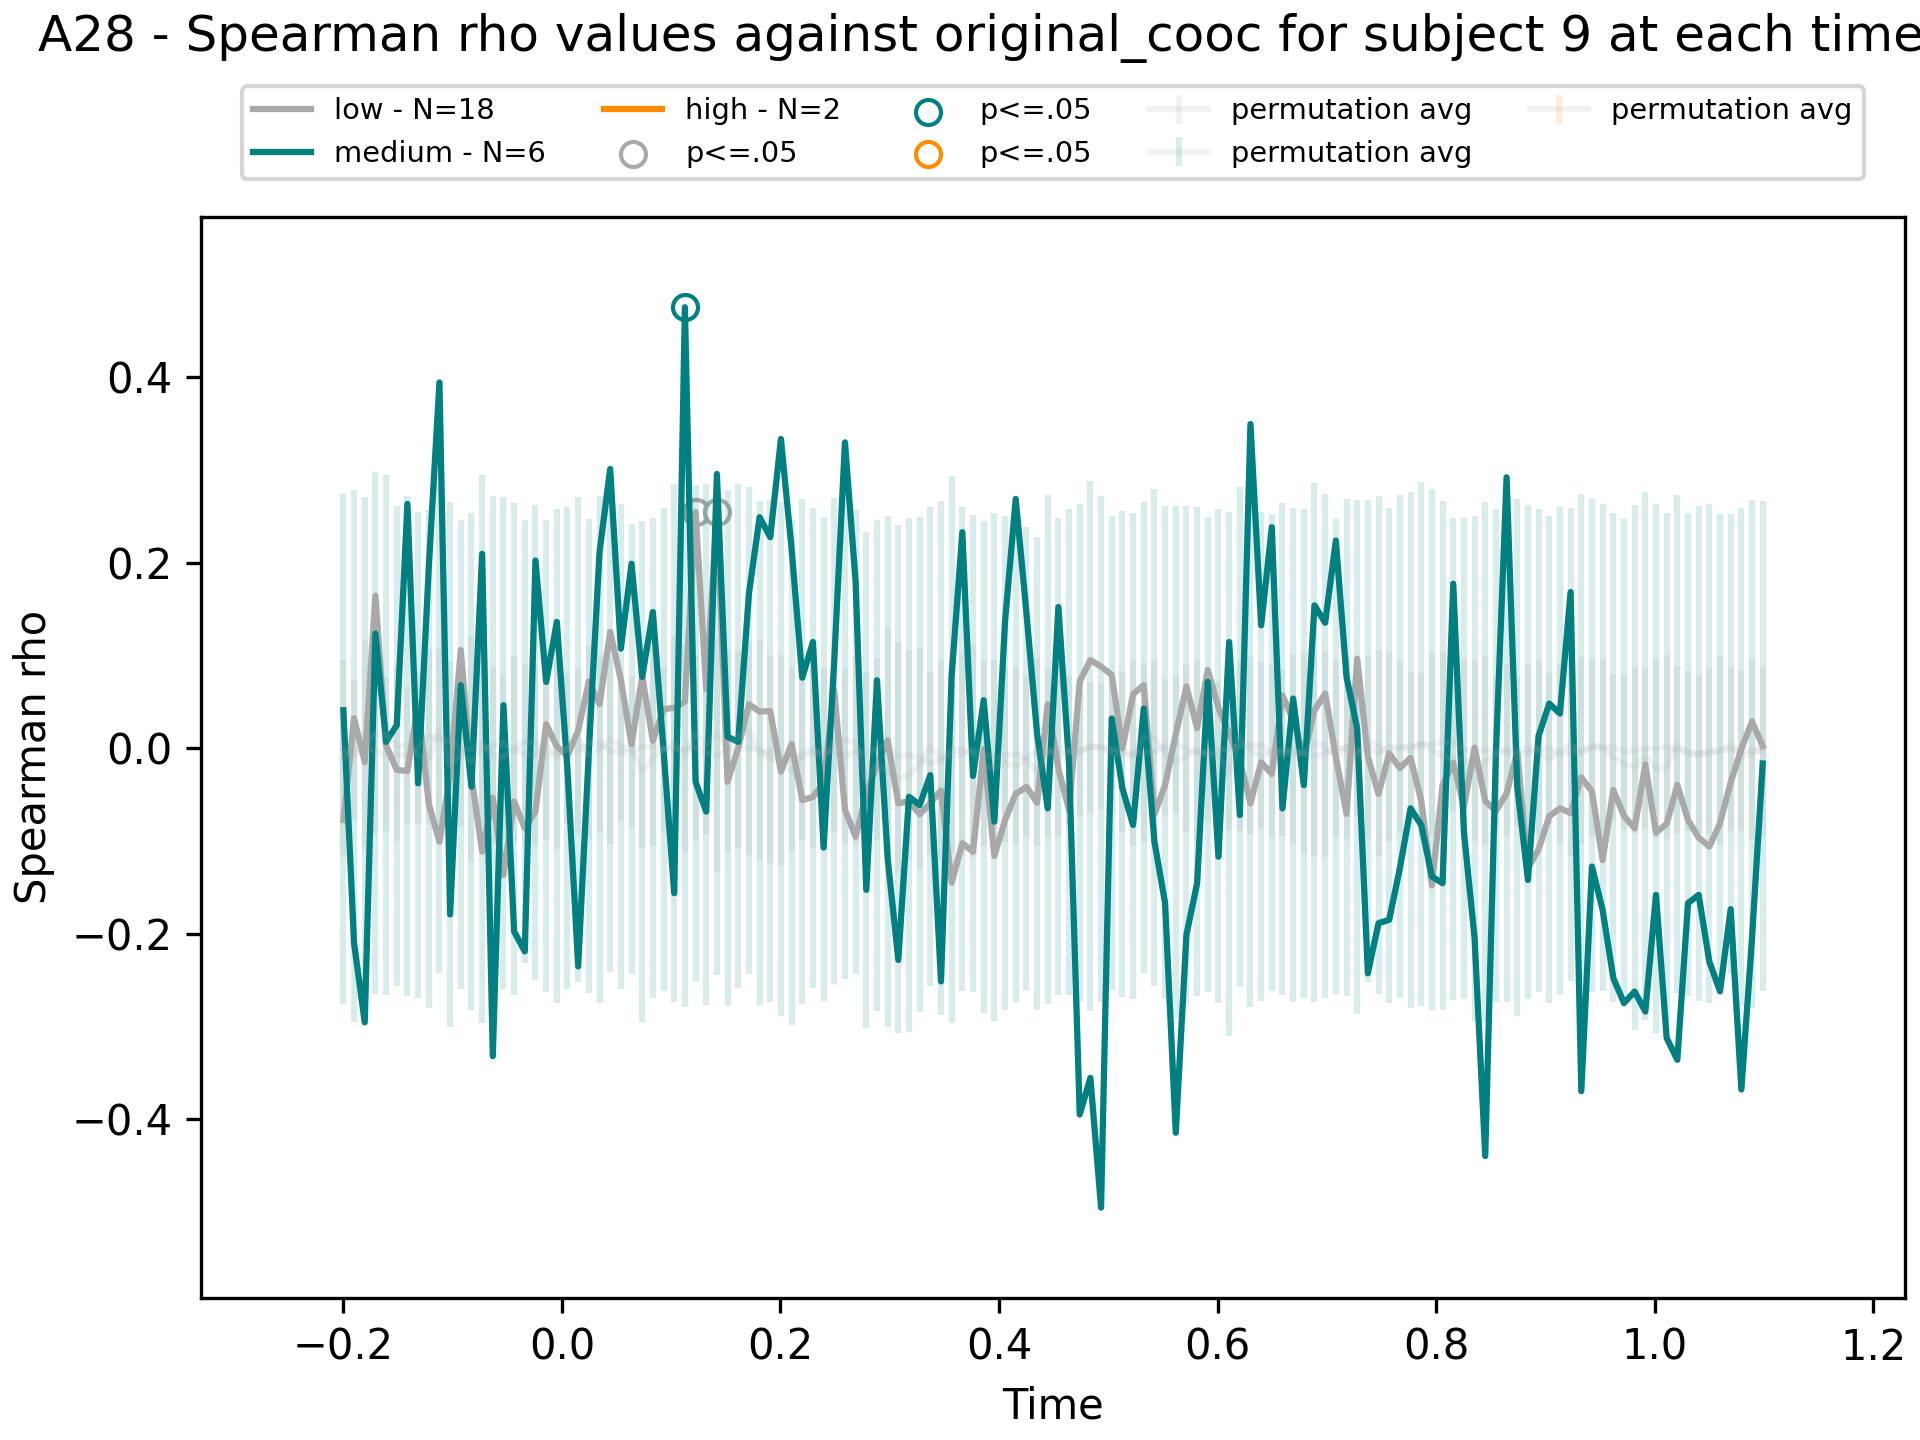 A28 - Spearman rho values against original_cooc for subject 9 at each time
low - N=18
medium - N=6
high - N=2
p<=.05
p<=.05
p<=.05
permutation avg
permutation avg
permutation avg
Spearman rho
0.4
0.2
0.0
−0.2
−0.4
−0.2 0.0 0.2 0.4 0.6 0.8 1.0 1.2
Time